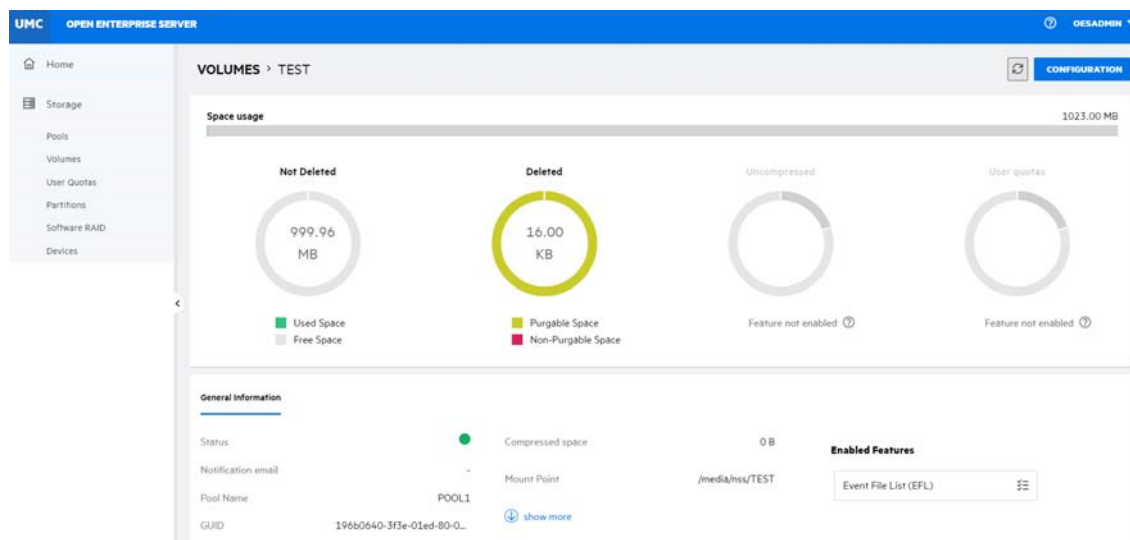 UMC OPEN ENTERPRISE SERVER
OESADMIN
Home
Storage
Pools
Volumes
User Quotas
Partitions
Software RAID
Devices
VOLUMES > TEST
CONFIGURATION
Space usage 1023.00 MB
Not Deleted
999.96
MB
Used Space
Free Space
Deleted
16.00
KB
Purgable Space
Non-Purgable Space
Uncompressed
Feature not enabled
User quotas
Feature not enabled
General Information
Status
Notification email -
Pool Name POOL1
GUID 196b0640-3f3e-01ed-80-0...
Compressed space 0 B
Mount Point /media/nss/TEST
show more
Enabled Features
Event File List (EFL)